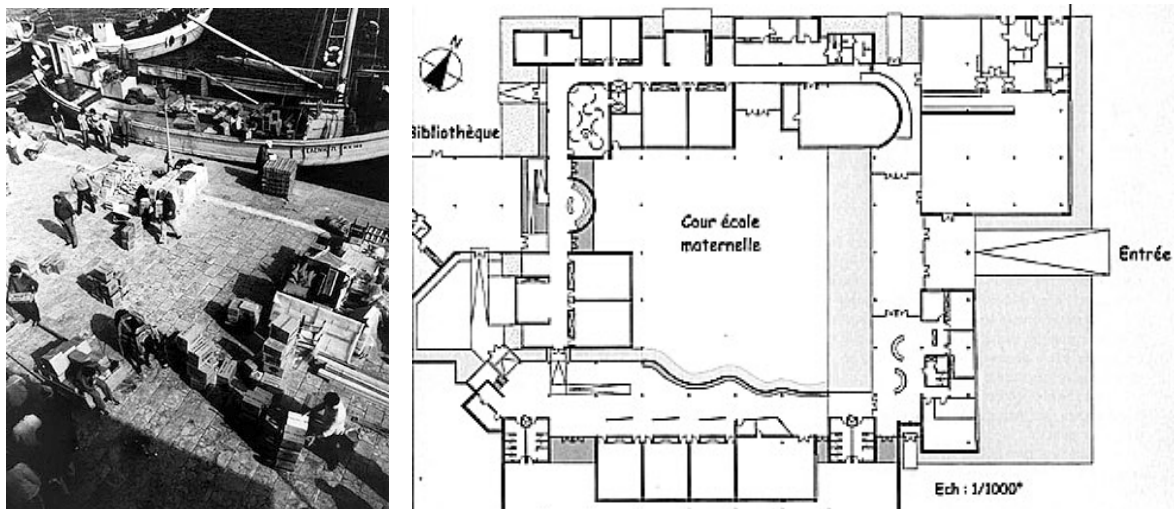 N
Bibliothèque
Cour école
maternelle
Entrée
Ech : 1/1000°